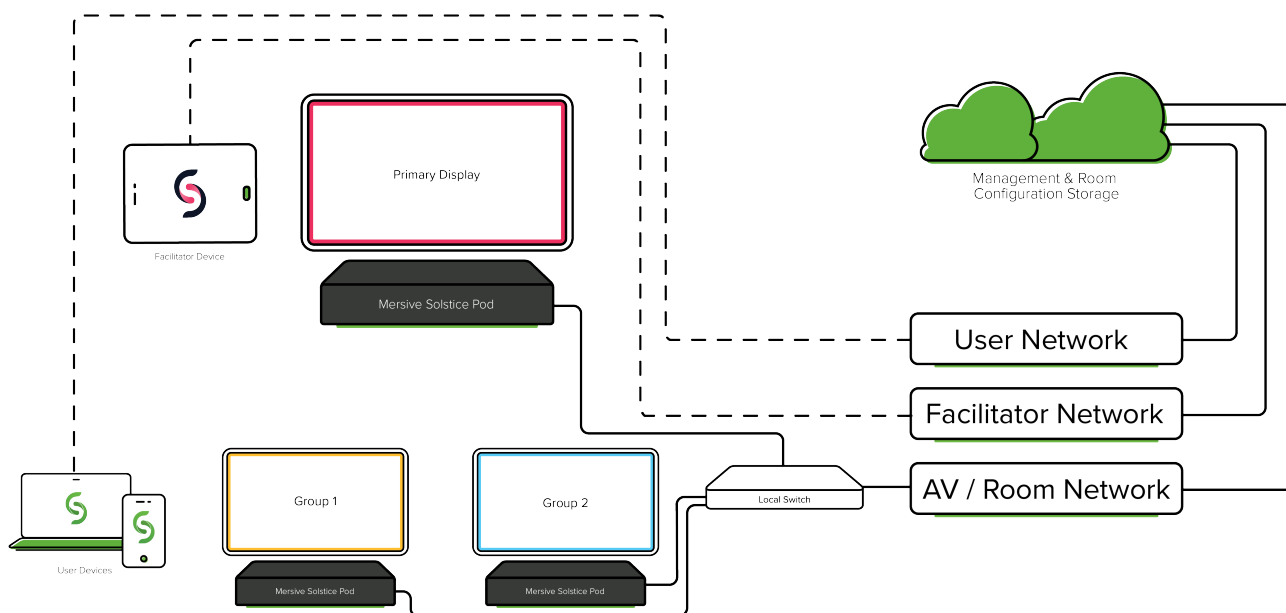 Primary Display
Facilitator Device
Mersive Solstice Pod
Management & Room
Configuration Storage
User Network
Facilitator Network
AV / Room Network
Local Switch
Group 1
Group 2
Mersive Solstice Pod
Mersive Solstice Pod
User Devices